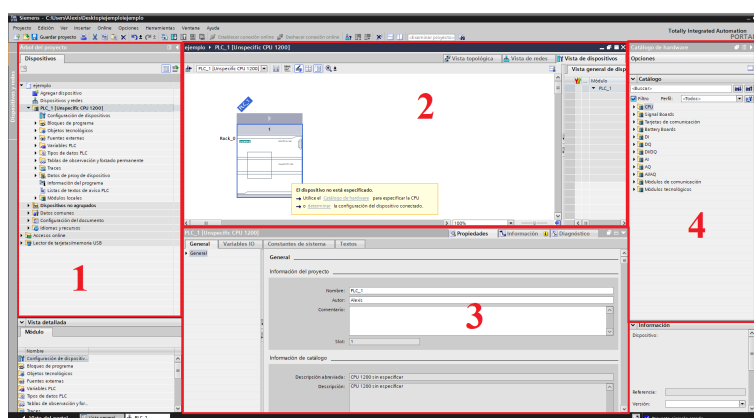 Siemens - C:\Users\Alexis\Desktop\ejemplo\ejemplo
Proyecto Edición Ver Insertar Online Opciones Herramientas Ventana Ayuda
Totally Integrated Automation
PORTAL
Guardar proyecto
Establecer conexión online
Deshacer conexión online
Examinar proyecto
Árbol del proyecto
Dispositivos
Dispositivos y redes
ejemplo
Agregar dispositivo
Dispositivos y redes
PLC_1 [Unspecific CPU 1200]
Configuración de dispositivos
Bloques de programa
Objetos tecnológicos
Fuentes externas
Variables PLC
Tipos de datos PLC
Tablas de observación y forzado permanente
Traces
Datos de proxy de dispositivo
Información del programa
Listas de textos de aviso PLC
Módulos locales
Dispositivos no agrupados
Datos comunes
Configuración del documento
Idiomas y recursos
Accesos online
Lector de tarjetas/memoria USB
1
Vista detallada
Módulo
Nombre
Configuración de dispositiv...
Bloques de programa
Objetos tecnológicos
Fuentes externas
Variables PLC
Tipos de datos PLC
Tablas de observación y for...
Traces
ejemplo ▸ PLC_1 [Unspecific CPU 1200]
Vista topológica
Vista de redes
Vista de dispositivos
PLC_1 [Unspecific CPU 1200]
Vista general de disp
Módulo
PLC_1
2
PLC_1
Rack_0
1
El dispositivo no está especificado.
Utilice el Catálogo de hardware para especificar la CPU
o determinar la configuración del dispositivo conectado.
100%
PLC_1 [Unspecific CPU 1200]
Propiedades
Información
Diagnóstico
General
Variables IO
Constantes de sistema
Textos
General
General
Información del proyecto
Nombre: PLC_1
Autor: Alexis
Comentario:
3
Slot: 1
Información de catálogo
Descripción abreviada: CPU 1200 sin especificar
Descripción: CPU 1200 sin especificar
Catálogo de hardware
Opciones
Catálogo
<Buscar>
Filtro Perfil: <Todos>
CPU
Signal Boards
Tarjetas de comunicación
Battery Boards
DI
DQ
DI/DQ
AI
AQ
AI/AQ
Módulos de comunicación
Módulos tecnológicos
4
Información
Dispositivo:
Referencia:
Versión:
Vista del portal
Vista general
PLC_1